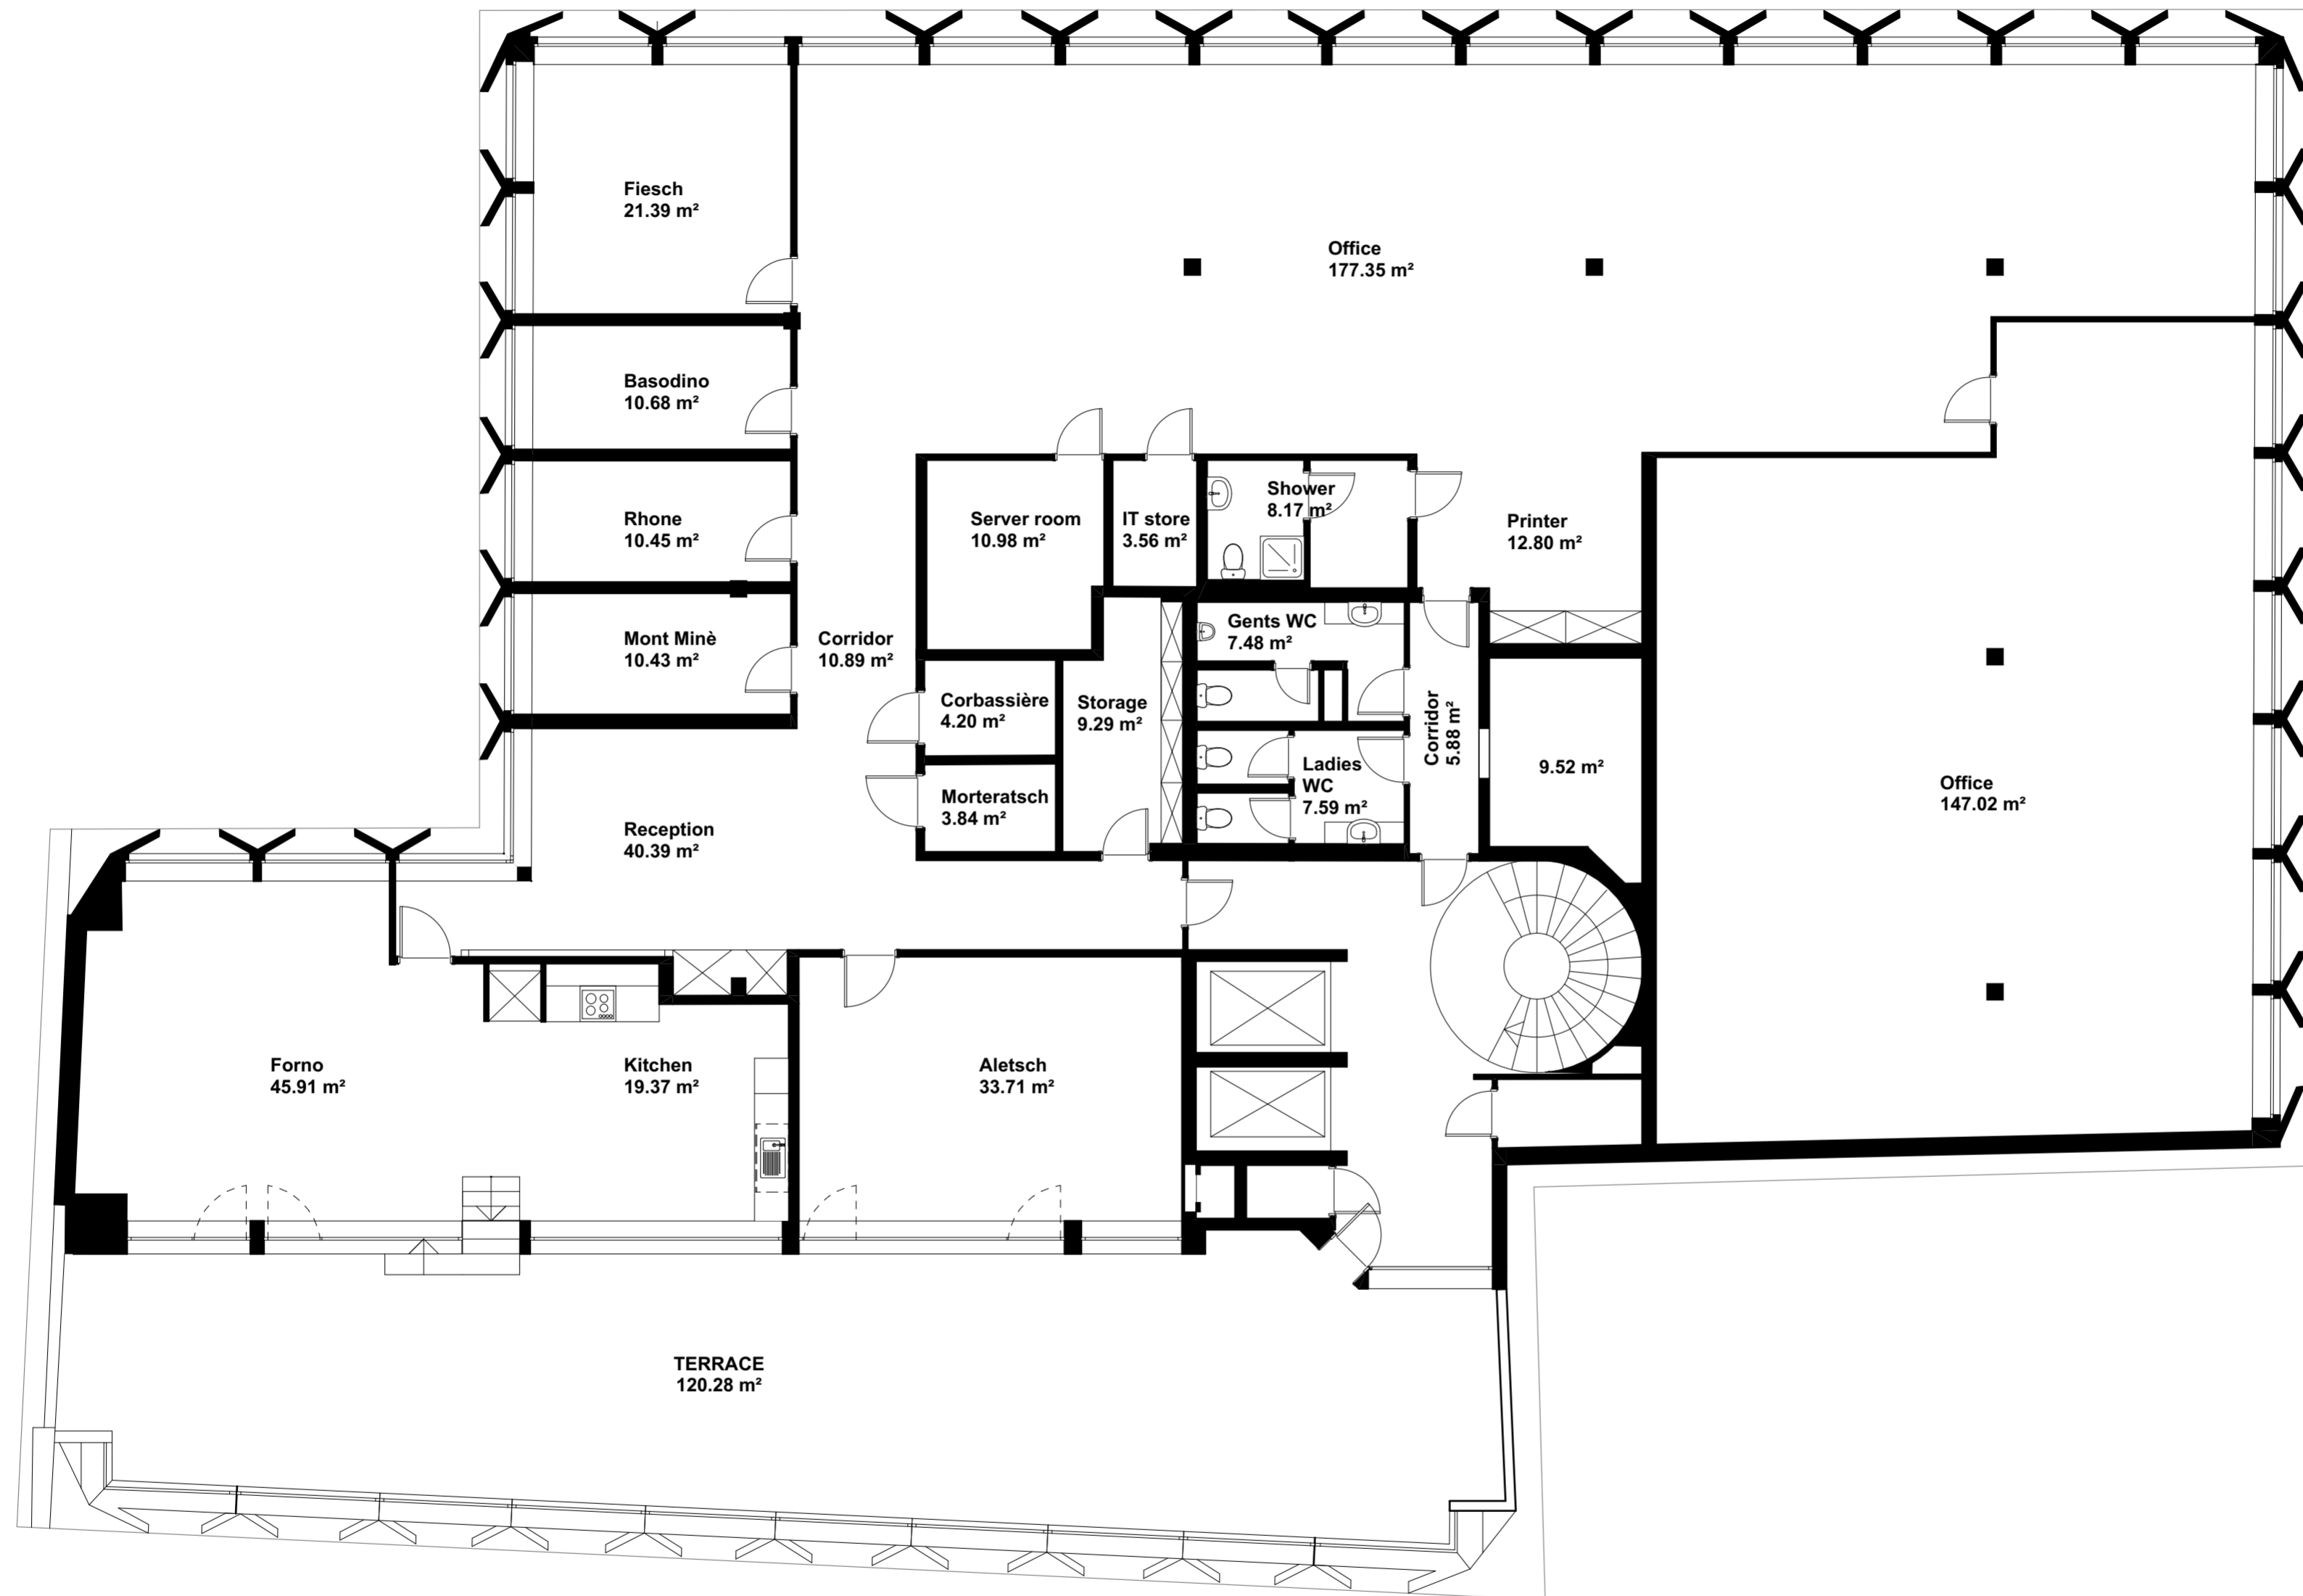 Fiesch
21.39 m²
Office
177.35 m²
Basodino
10.68 m²
Rhone
10.45 m²
Server room
10.98 m²
IT store
3.56 m²
Shower
8.17 m²
Printer
12.80 m²
Mont Minè
10.43 m²
Corridor
10.89 m²
Gents WC
7.48 m²
Corbassière
4.20 m²
Storage
9.29 m²
Corridor
5.88 m²
Ladies
WC
7.59 m²
9.52 m²
Office
147.02 m²
Morteratsch
3.84 m²
Reception
40.39 m²
Forno
45.91 m²
Kitchen
19.37 m²
Aletsch
33.71 m²
TERRACE
120.28 m²